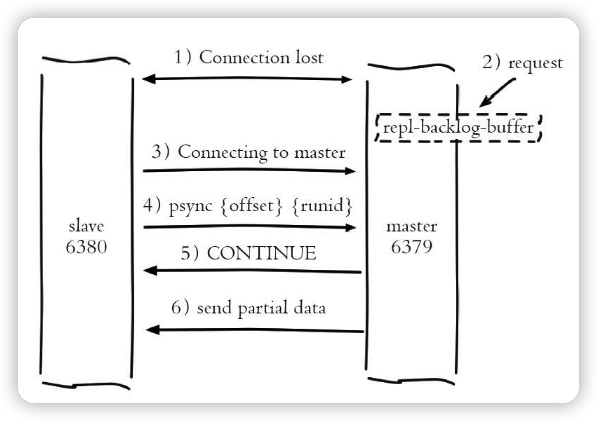 1) Connection lost
2) request
repl-backlog-buffer
3) Connecting to master
4) psync {offset} {runid}
slave
6380
master
6379
5) CONTINUE
6) send partial data